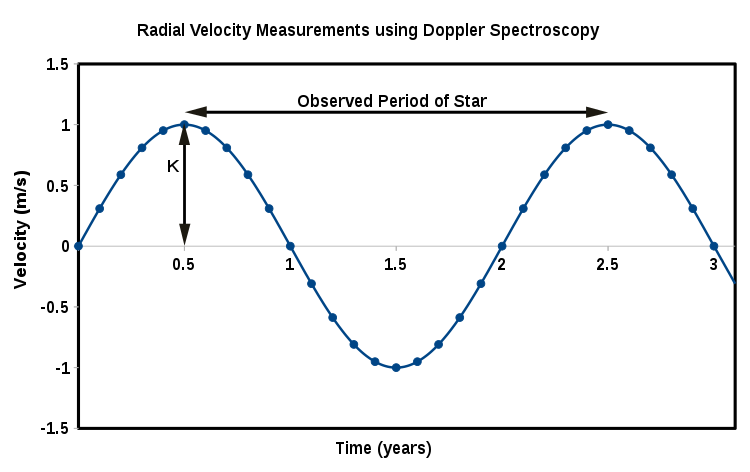 Radial Velocity Measurements using Doppler Spectroscopy
1.5
Observed Period of Star
1
K
0.5
Velocity (m/s)
0
0.5
1
1.5
2
2.5
3
-0.5
-1
-1.5
Time (years)